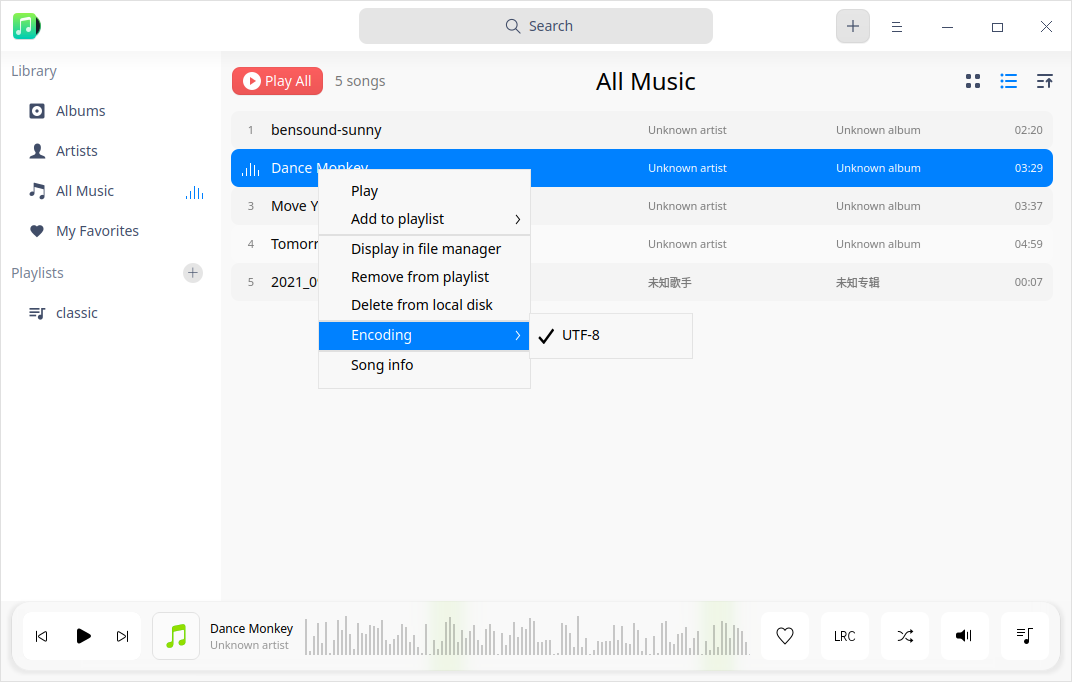 Search
Library
Albums
Artists
All Music
My Favorites
Playlists
classic
Play All
5 songs
All Music
1 bensound-sunny Unknown artist Unknown album 02:20
Dance Monkey Unknown artist Unknown album 03:29
3 Move Unknown artist Unknown album 03:37
4 Unknown artist Unknown album 04:59
5 未知歌手 未知专辑 00:07
Play
Add to playlist
Display in file manager
Remove from playlist
Delete from local disk
Encoding
Song info
UTF-8
Dance Monkey
Unknown artist
LRC